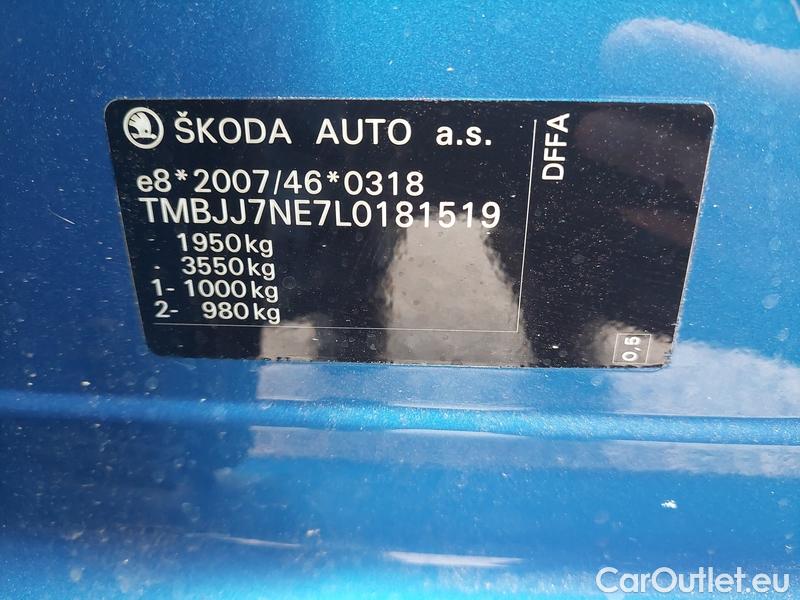 ŠKODA AUTO a.s.
e8*2007/46*0318
TMBJJ7NE7L0181519
- 1950kg
- 3550kg
1- 1000kg
2- 980kg
DFFA
0,5
CarOutlet.eu